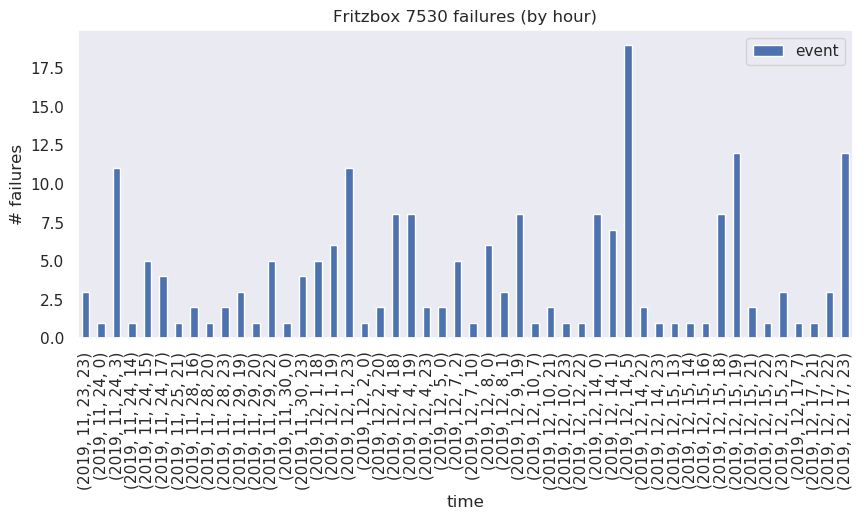 Fritzbox 7530 failures (by hour)
event
# failures
17.5
15.0
12.5
10.0
7.5
5.0
2.5
0.0
(2019, 11, 23, 23)
(2019, 11, 24, 0)
(2019, 11, 24, 3)
(2019, 11, 24, 14)
(2019, 11, 24, 15)
(2019, 11, 24, 17)
(2019, 11, 25, 21)
(2019, 11, 28, 16)
(2019, 11, 28, 20)
(2019, 11, 28, 23)
(2019, 11, 29, 19)
(2019, 11, 29, 20)
(2019, 11, 29, 22)
(2019, 11, 30, 0)
(2019, 11, 30, 23)
(2019, 12, 1, 18)
(2019, 12, 1, 19)
(2019, 12, 1, 23)
(2019, 12, 2, 0)
(2019, 12, 2, 20)
(2019, 12, 4, 18)
(2019, 12, 4, 19)
(2019, 12, 4, 23)
(2019, 12, 5, 0)
(2019, 12, 7, 2)
(2019, 12, 7, 10)
(2019, 12, 8, 0)
(2019, 12, 8, 1)
(2019, 12, 9, 19)
(2019, 12, 10, 7)
(2019, 12, 10, 21)
(2019, 12, 10, 23)
(2019, 12, 12, 22)
(2019, 12, 14, 0)
(2019, 12, 14, 1)
(2019, 12, 14, 5)
(2019, 12, 14, 22)
(2019, 12, 14, 23)
(2019, 12, 15, 13)
(2019, 12, 15, 14)
(2019, 12, 15, 16)
(2019, 12, 15, 18)
(2019, 12, 15, 19)
(2019, 12, 15, 21)
(2019, 12, 15, 22)
(2019, 12, 15, 23)
(2019, 12, 17, 7)
(2019, 12, 17, 21)
(2019, 12, 17, 22)
(2019, 12, 17, 23)
time